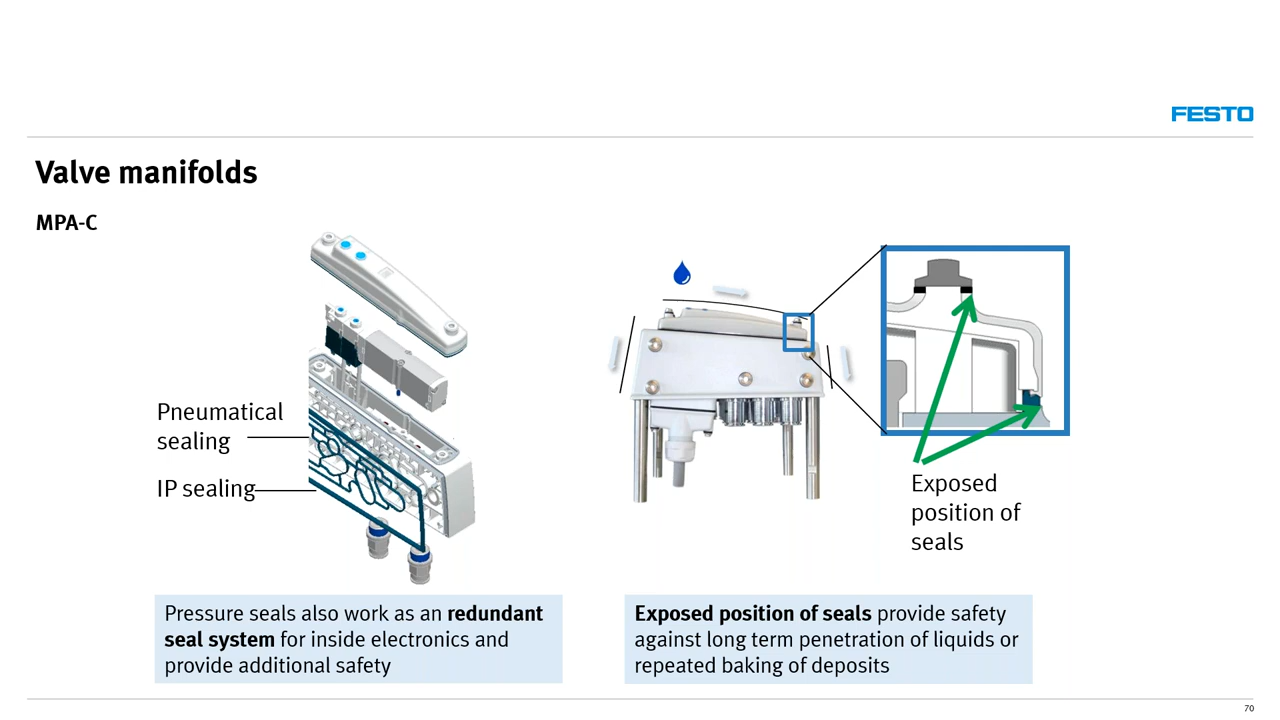 FESTO
Valve manifolds
MPA-C
Pneumatical
sealing
IP sealing
Exposed
position of
seals
Pressure seals also work as an redundant
seal system for inside electronics and
provide additional safety
Exposed position of seals provide safety
against long term penetration of liquids or
repeated baking of deposits
70